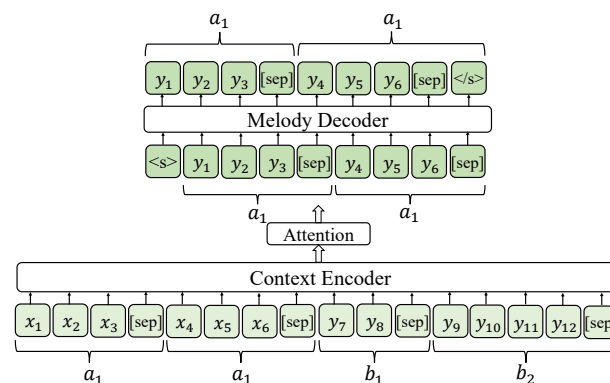 a₁ a₁
y₁ y₂ y₃ [sep] y₄ y₅ y₆ [sep] </s>
Melody Decoder
<s> y₁ y₂ y₃ [sep] y₄ y₅ y₆ [sep]
a₁ a₁
Attention
Context Encoder
x₁ x₂ x₃ [sep] x₄ x₅ x₆ [sep] y₇ y₈ [sep] y₉ y₁₀ y₁₁ y₁₂ [sep
a₁ a₁ b₁ b₂